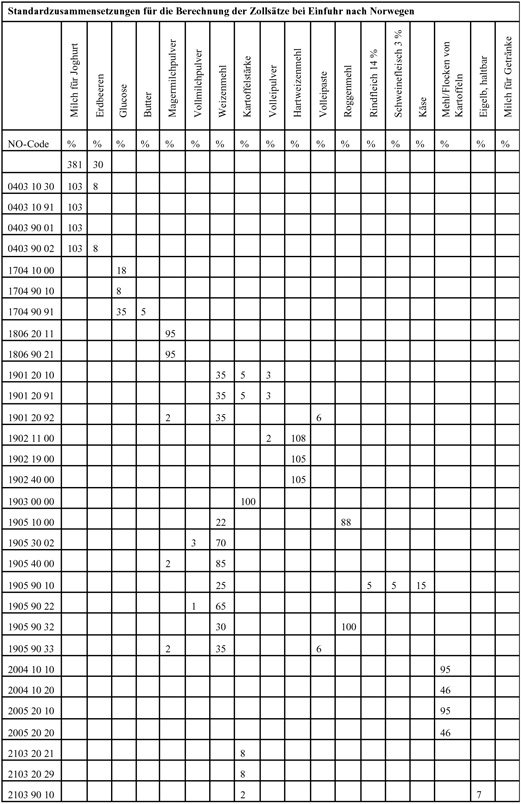 Standardzusammensetzungen für die Berechnung der Zollsätze bei Einfuhr nach Norwegen
Milch für Joghurt Erdbeeren Glucose Butter Magermilchpulver Vollmilchpulver Weizenmehl Kartoffelstärke Volleipulver Hartweizenmehl Volleipaste Roggenmehl Rindfleich 14 % Schweinefleisch 3 % Käse Mehl/Flocken von Kartoffeln Eigelb, haltbar Milch für Getränke
NO-Code % % % % % % % % % % % % % % % % % %
381 30
0403 10 30 103 8
0403 10 91 103
0403 90 01 103
0403 90 02 103 8
1704 10 00 18
1704 90 10 8
1704 90 91 35 5
1806 20 11 95
1806 90 21 95
1901 20 10 35 5 3
1901 20 91 35 5 3
1901 20 92 2 35 6
1902 11 00 2 108
1902 19 00 105
1902 40 00 105
1903 00 00 100
1905 10 00 22 88
1905 30 02 3 70
1905 40 00 2 85
1905 90 10 25 5 5 15
1905 90 22 1 65
1905 90 32 30 100
1905 90 33 2 35 6
2004 10 10 95
2004 10 20 46
2005 20 10 95
2005 20 20 46
2103 20 21 8
2103 20 29 8
2103 90 10 2 7